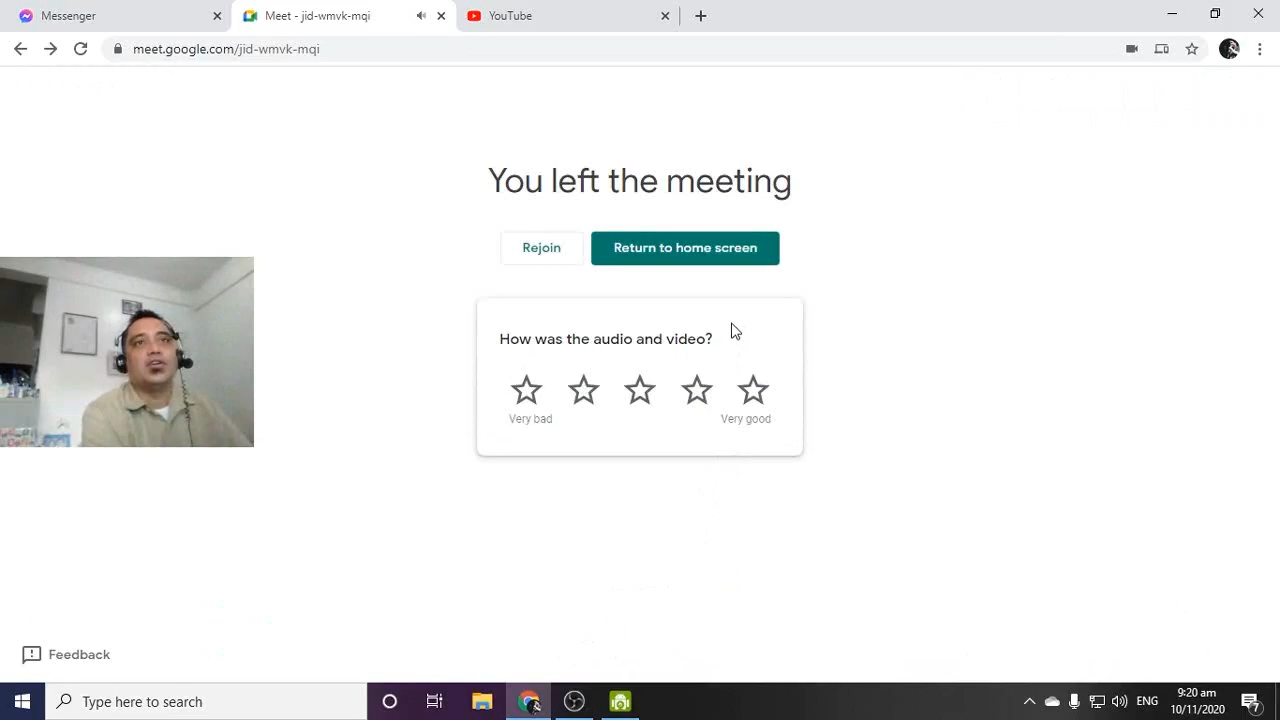 Messenger
Meet - jid-wmvk-mqi
YouTube
meet.google.com/jid-wmvk-mqi
You left the meeting
Rejoin
Return to home screen
How was the audio and video?
Very bad
Very good
Feedback
Type here to search
ENG
9:20 am
10/11/2020
7